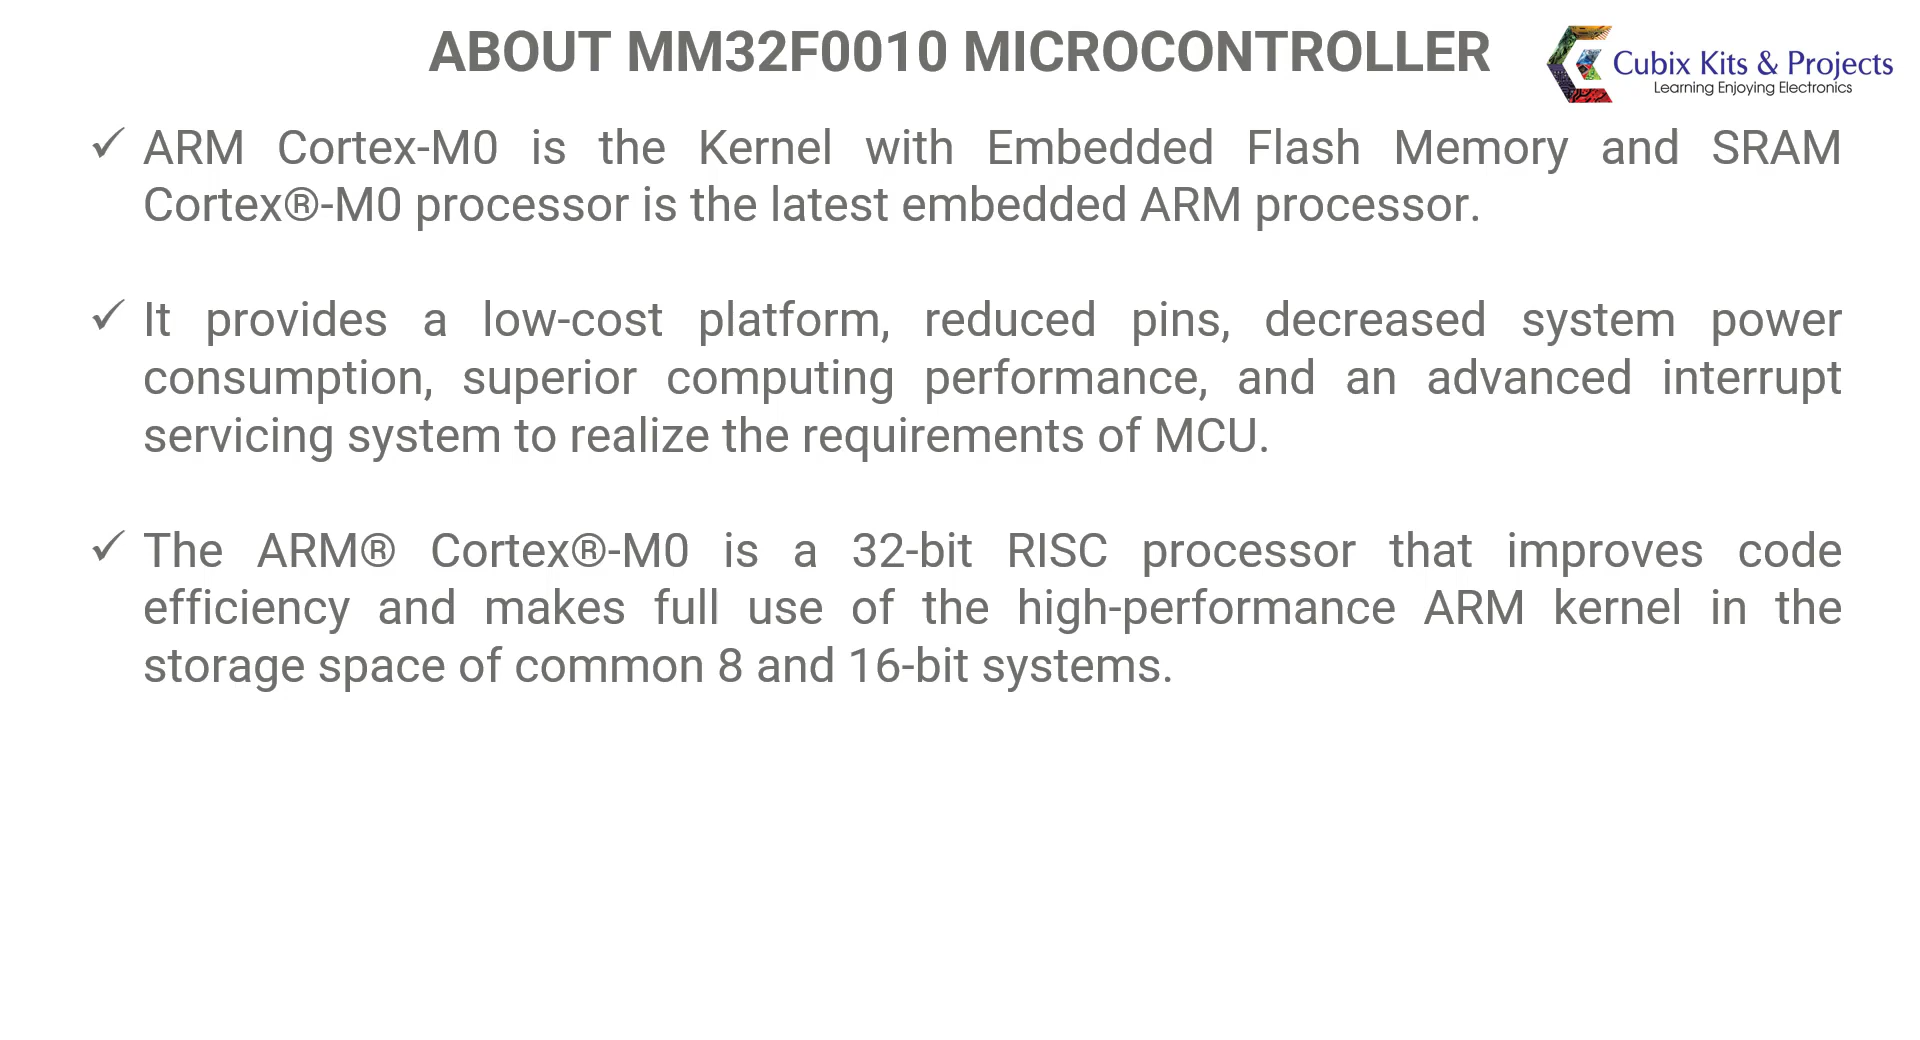 ABOUT MM32F0010 MICROCONTROLLER
Cubix Kits & Projects
Learning Enjoying Electronics
✓ ARM Cortex-M0 is the Kernel with Embedded Flash Memory and SRAM
Cortex®-M0 processor is the latest embedded ARM processor.
✓ It provides a low-cost platform, reduced pins, decreased system power
consumption, superior computing performance, and an advanced interrupt
servicing system to realize the requirements of MCU.
✓ The ARM® Cortex®-M0 is a 32-bit RISC processor that improves code
efficiency and makes full use of the high-performance ARM kernel in the
storage space of common 8 and 16-bit systems.